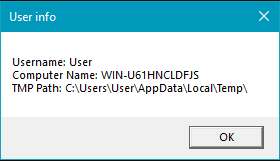 User info
Username: User
Computer Name: WIN-U61HNCLDFJS
TMP Path: C:\Users\User\AppData\Local\Temp\
OK